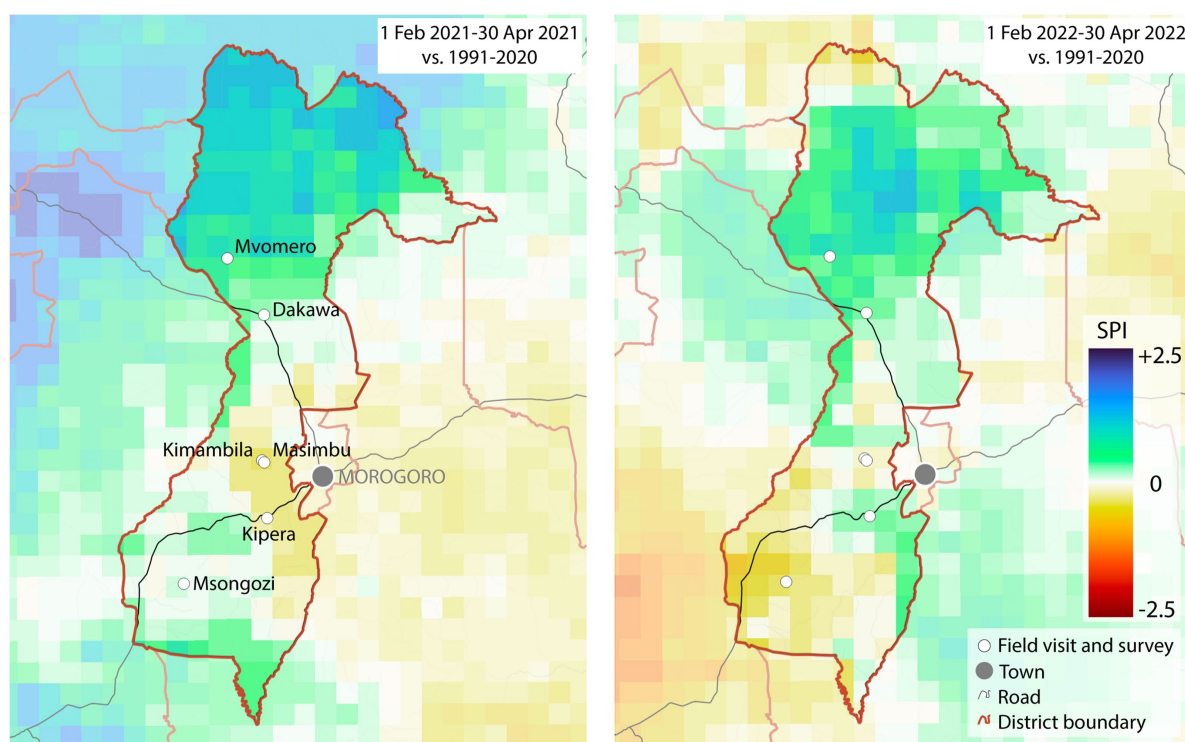 1 Feb 2021-30 Apr 2021
vs. 1991-2020
1 Feb 2022-30 Apr 2022
vs. 1991-2020
Mvomero
Dakawa
Kimambila
Masimbu
MOROGORO
Kipera
Msongozi
SPI
+2.5
0
-2.5
Field visit and survey
Town
Road
District boundary